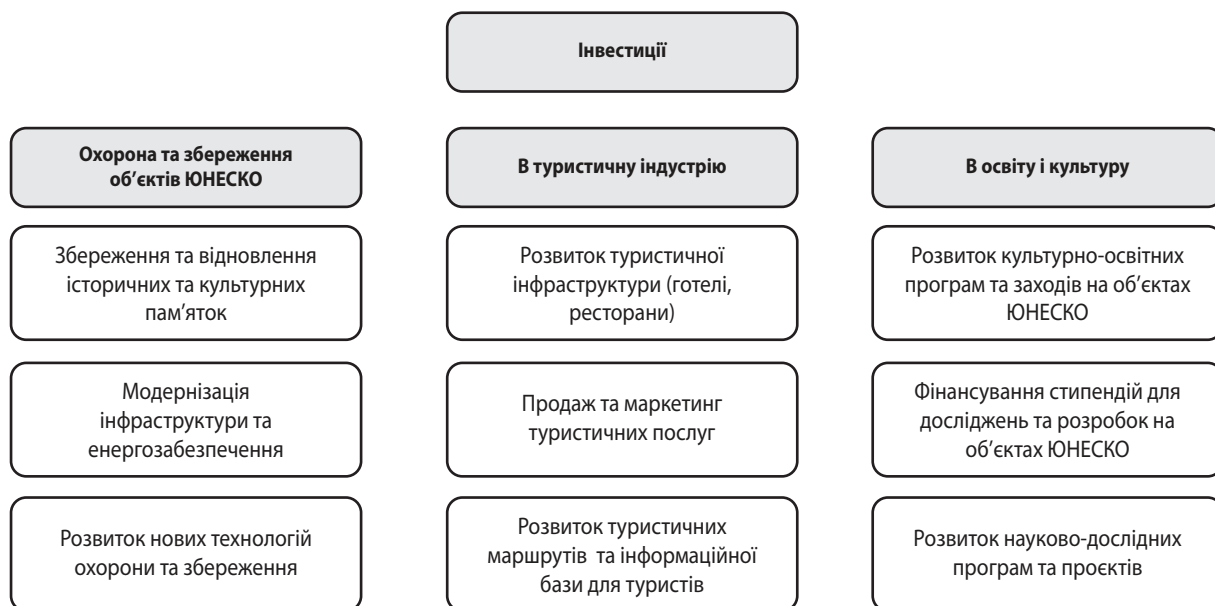 Інвестиції
Охорона та збереження
об’єктів ЮНЕСКО
В туристичну індустрію
В освіту і культуру
Збереження та відновлення
історичних та культурних
пам’яток
Розвиток туристичної
інфраструктури (готелі,
ресторани)
Розвиток культурно-освітних
програм та заходів на об’єктах
ЮНЕСКО
Модернізація
інфраструктури та
енергозабезпечення
Продаж та маркетинг
туристичних послуг
Фінансування стипендій для
досліджень та розробок на
об’єктах ЮНЕСКО
Розвиток нових технологій
охорони та збереження
Розвиток туристичних
маршрутів та інформаційної
бази для туристів
Розвиток науково-дослідних
програм та проєктів